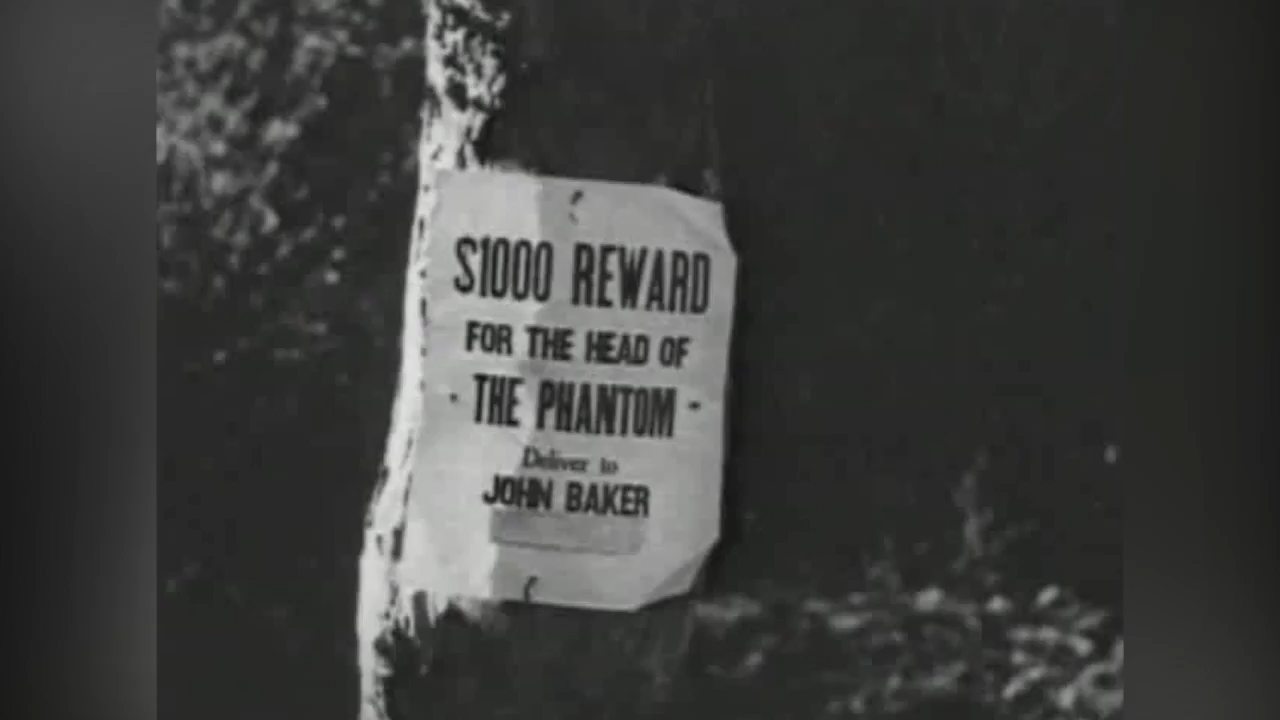 $1000 REWARD
FOR THE HEAD OF
- THE PHANTOM -
Deliver to
JOHN BAKER